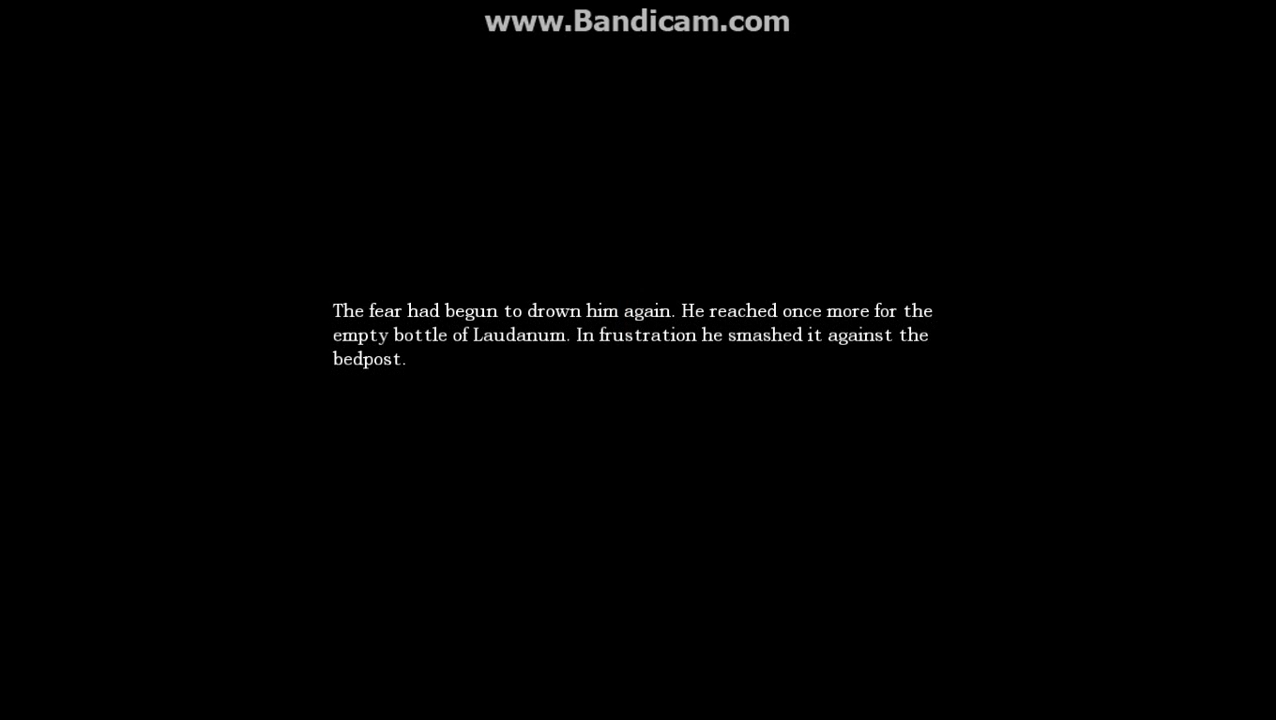 www.Bandicam.com
The fear had begun to drown him again. He reached once more for the
empty bottle of Laudanum. In frustration he smashed it against the
bedpost.